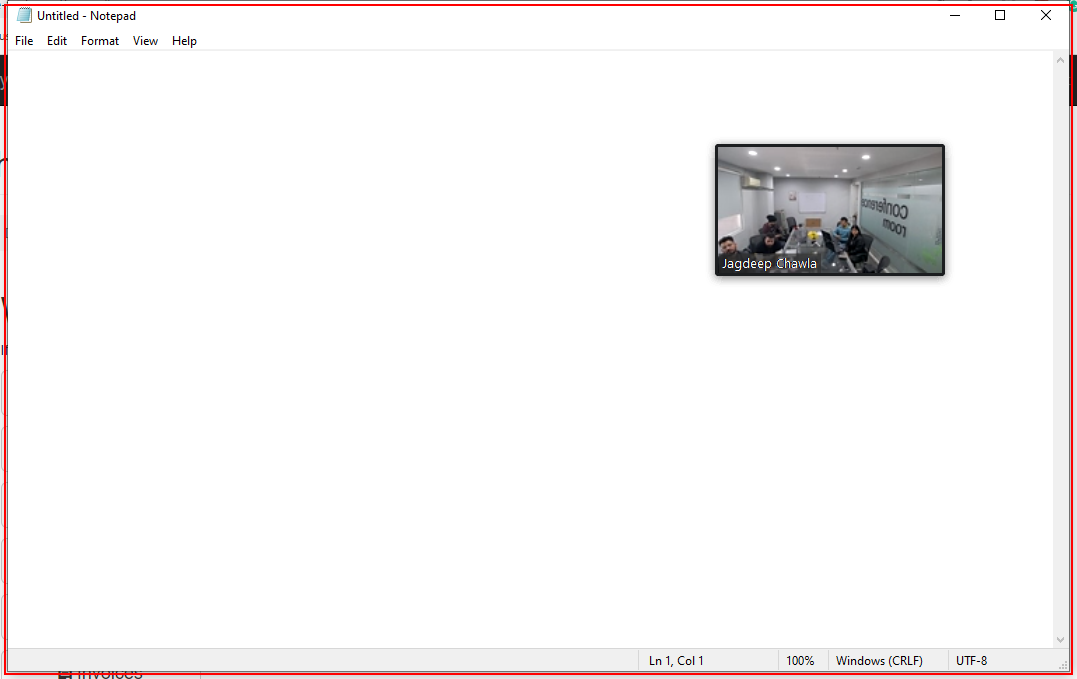 Untitled - Notepad
File Edit Format View Help
conference
room
Jagdeep Chawla
Ln 1, Col 1 100% Windows (CRLF) UTF-8
Invoices